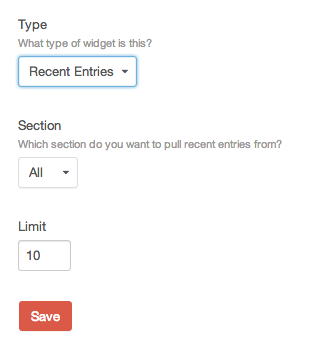 Type
What type of widget is this?
Recent Entries
Section
Which section do you want to pull recent entries from?
All
Limit
10
Save